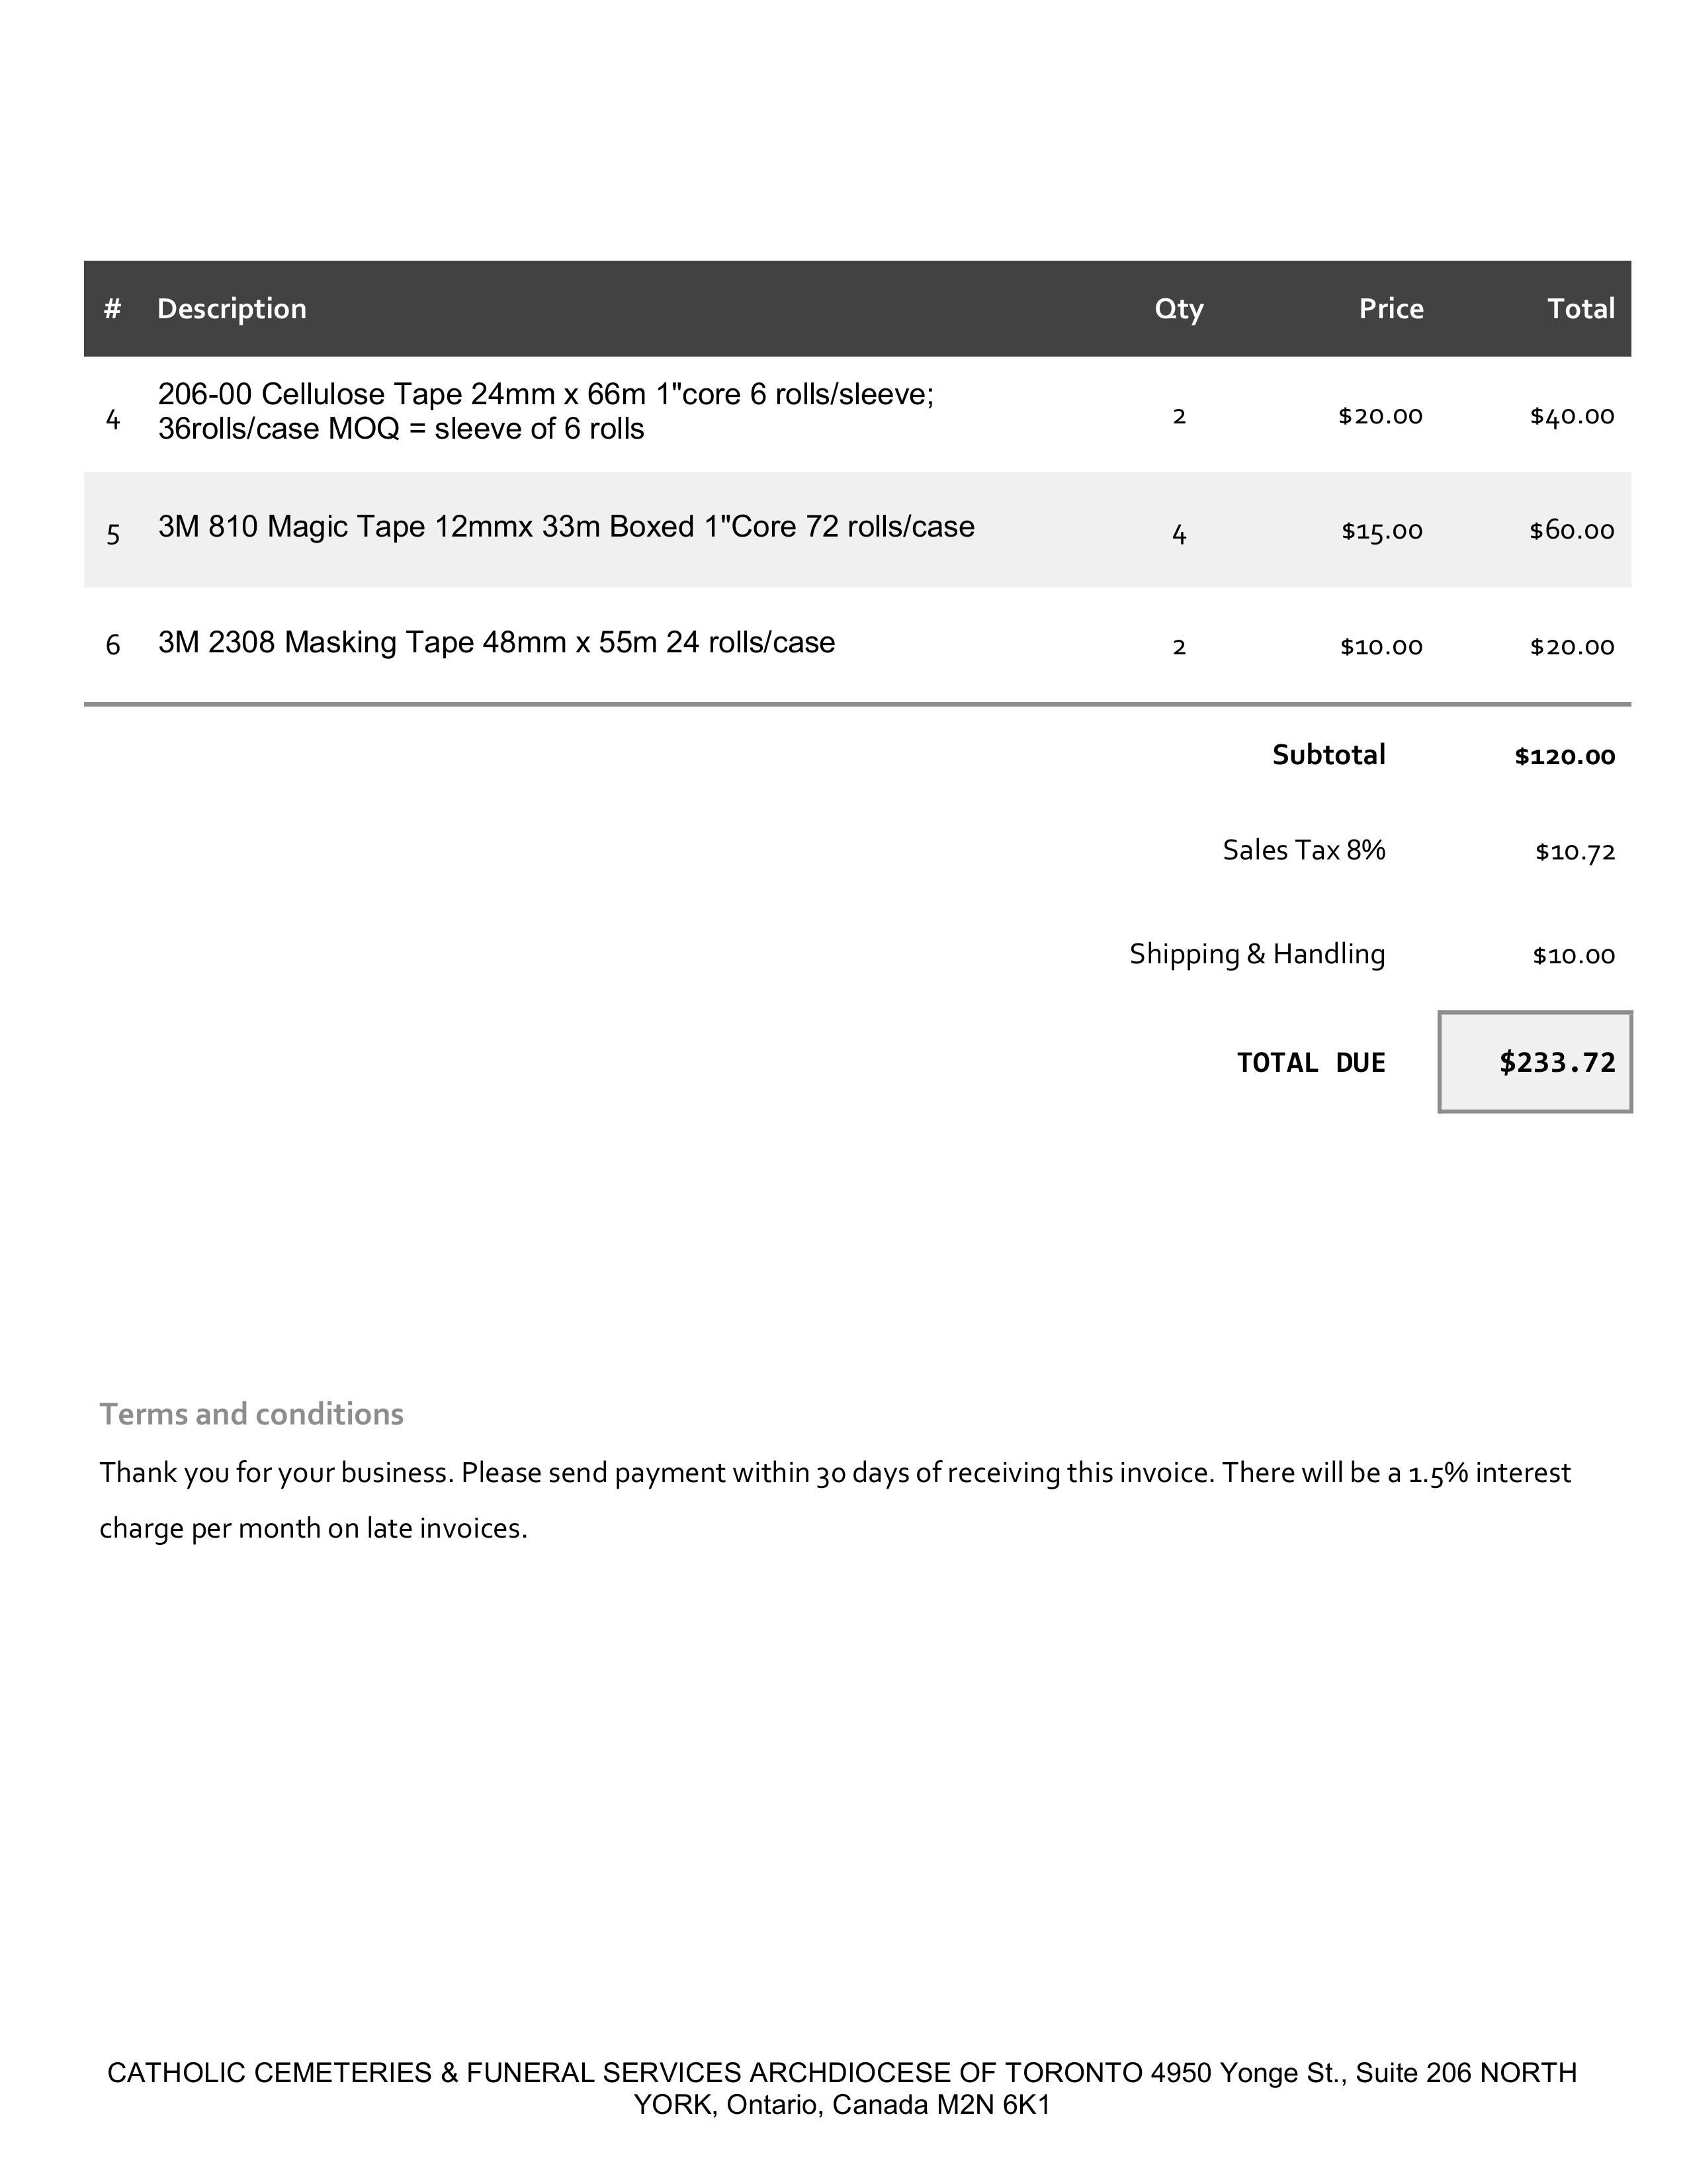 # Description Qty Price Total
4 206-00 Cellulose Tape 24mm x 66m 1"core 6 rolls/sleeve;
36rolls/case MOQ = sleeve of 6 rolls 2 $20.00 $40.00
5 3M 810 Magic Tape 12mmx 33m Boxed 1"Core 72 rolls/case 4 $15.00 $60.00
6 3M 2308 Masking Tape 48mm x 55m 24 rolls/case 2 $10.00 $20.00
Subtotal $120.00
Sales Tax 8% $10.72
Shipping & Handling $10.00
TOTAL DUE $233.72
Terms and conditions
Thank you for your business. Please send payment within 30 days of receiving this invoice. There will be a 1.5% interest
charge per month on late invoices.
CATHOLIC CEMETERIES & FUNERAL SERVICES ARCHDIOCESE OF TORONTO 4950 Yonge St., Suite 206 NORTH
YORK, Ontario, Canada M2N 6K1